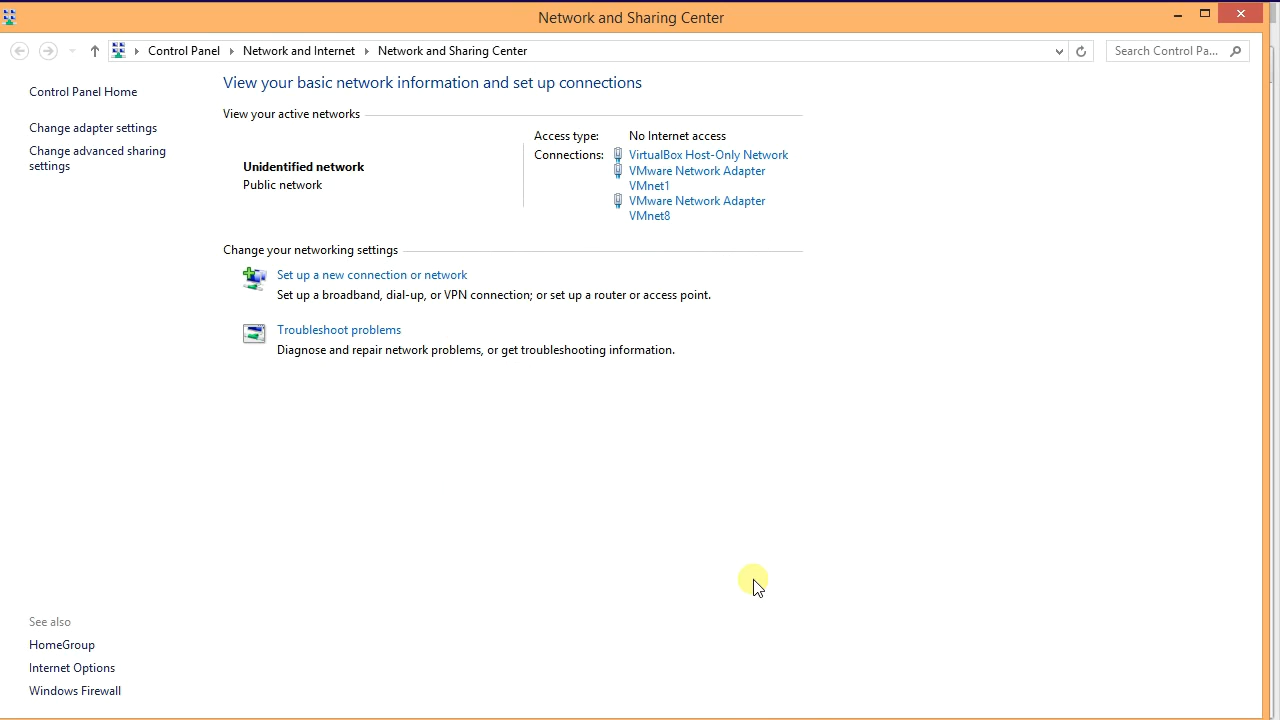 Network and Sharing Center
Control Panel Network and Internet Network and Sharing Center
Search Control Pa...
Control Panel Home
Change adapter settings
Change advanced sharing
settings
View your basic network information and set up connections
View your active networks
Unidentified network
Public network
Access type: No Internet access
Connections: VirtualBox Host-Only Network
VMware Network Adapter
VMnet1
VMware Network Adapter
VMnet8
Change your networking settings
Set up a new connection or network
Set up a broadband, dial-up, or VPN connection; or set up a router or access point.
Troubleshoot problems
Diagnose and repair network problems, or get troubleshooting information.
See also
HomeGroup
Internet Options
Windows Firewall